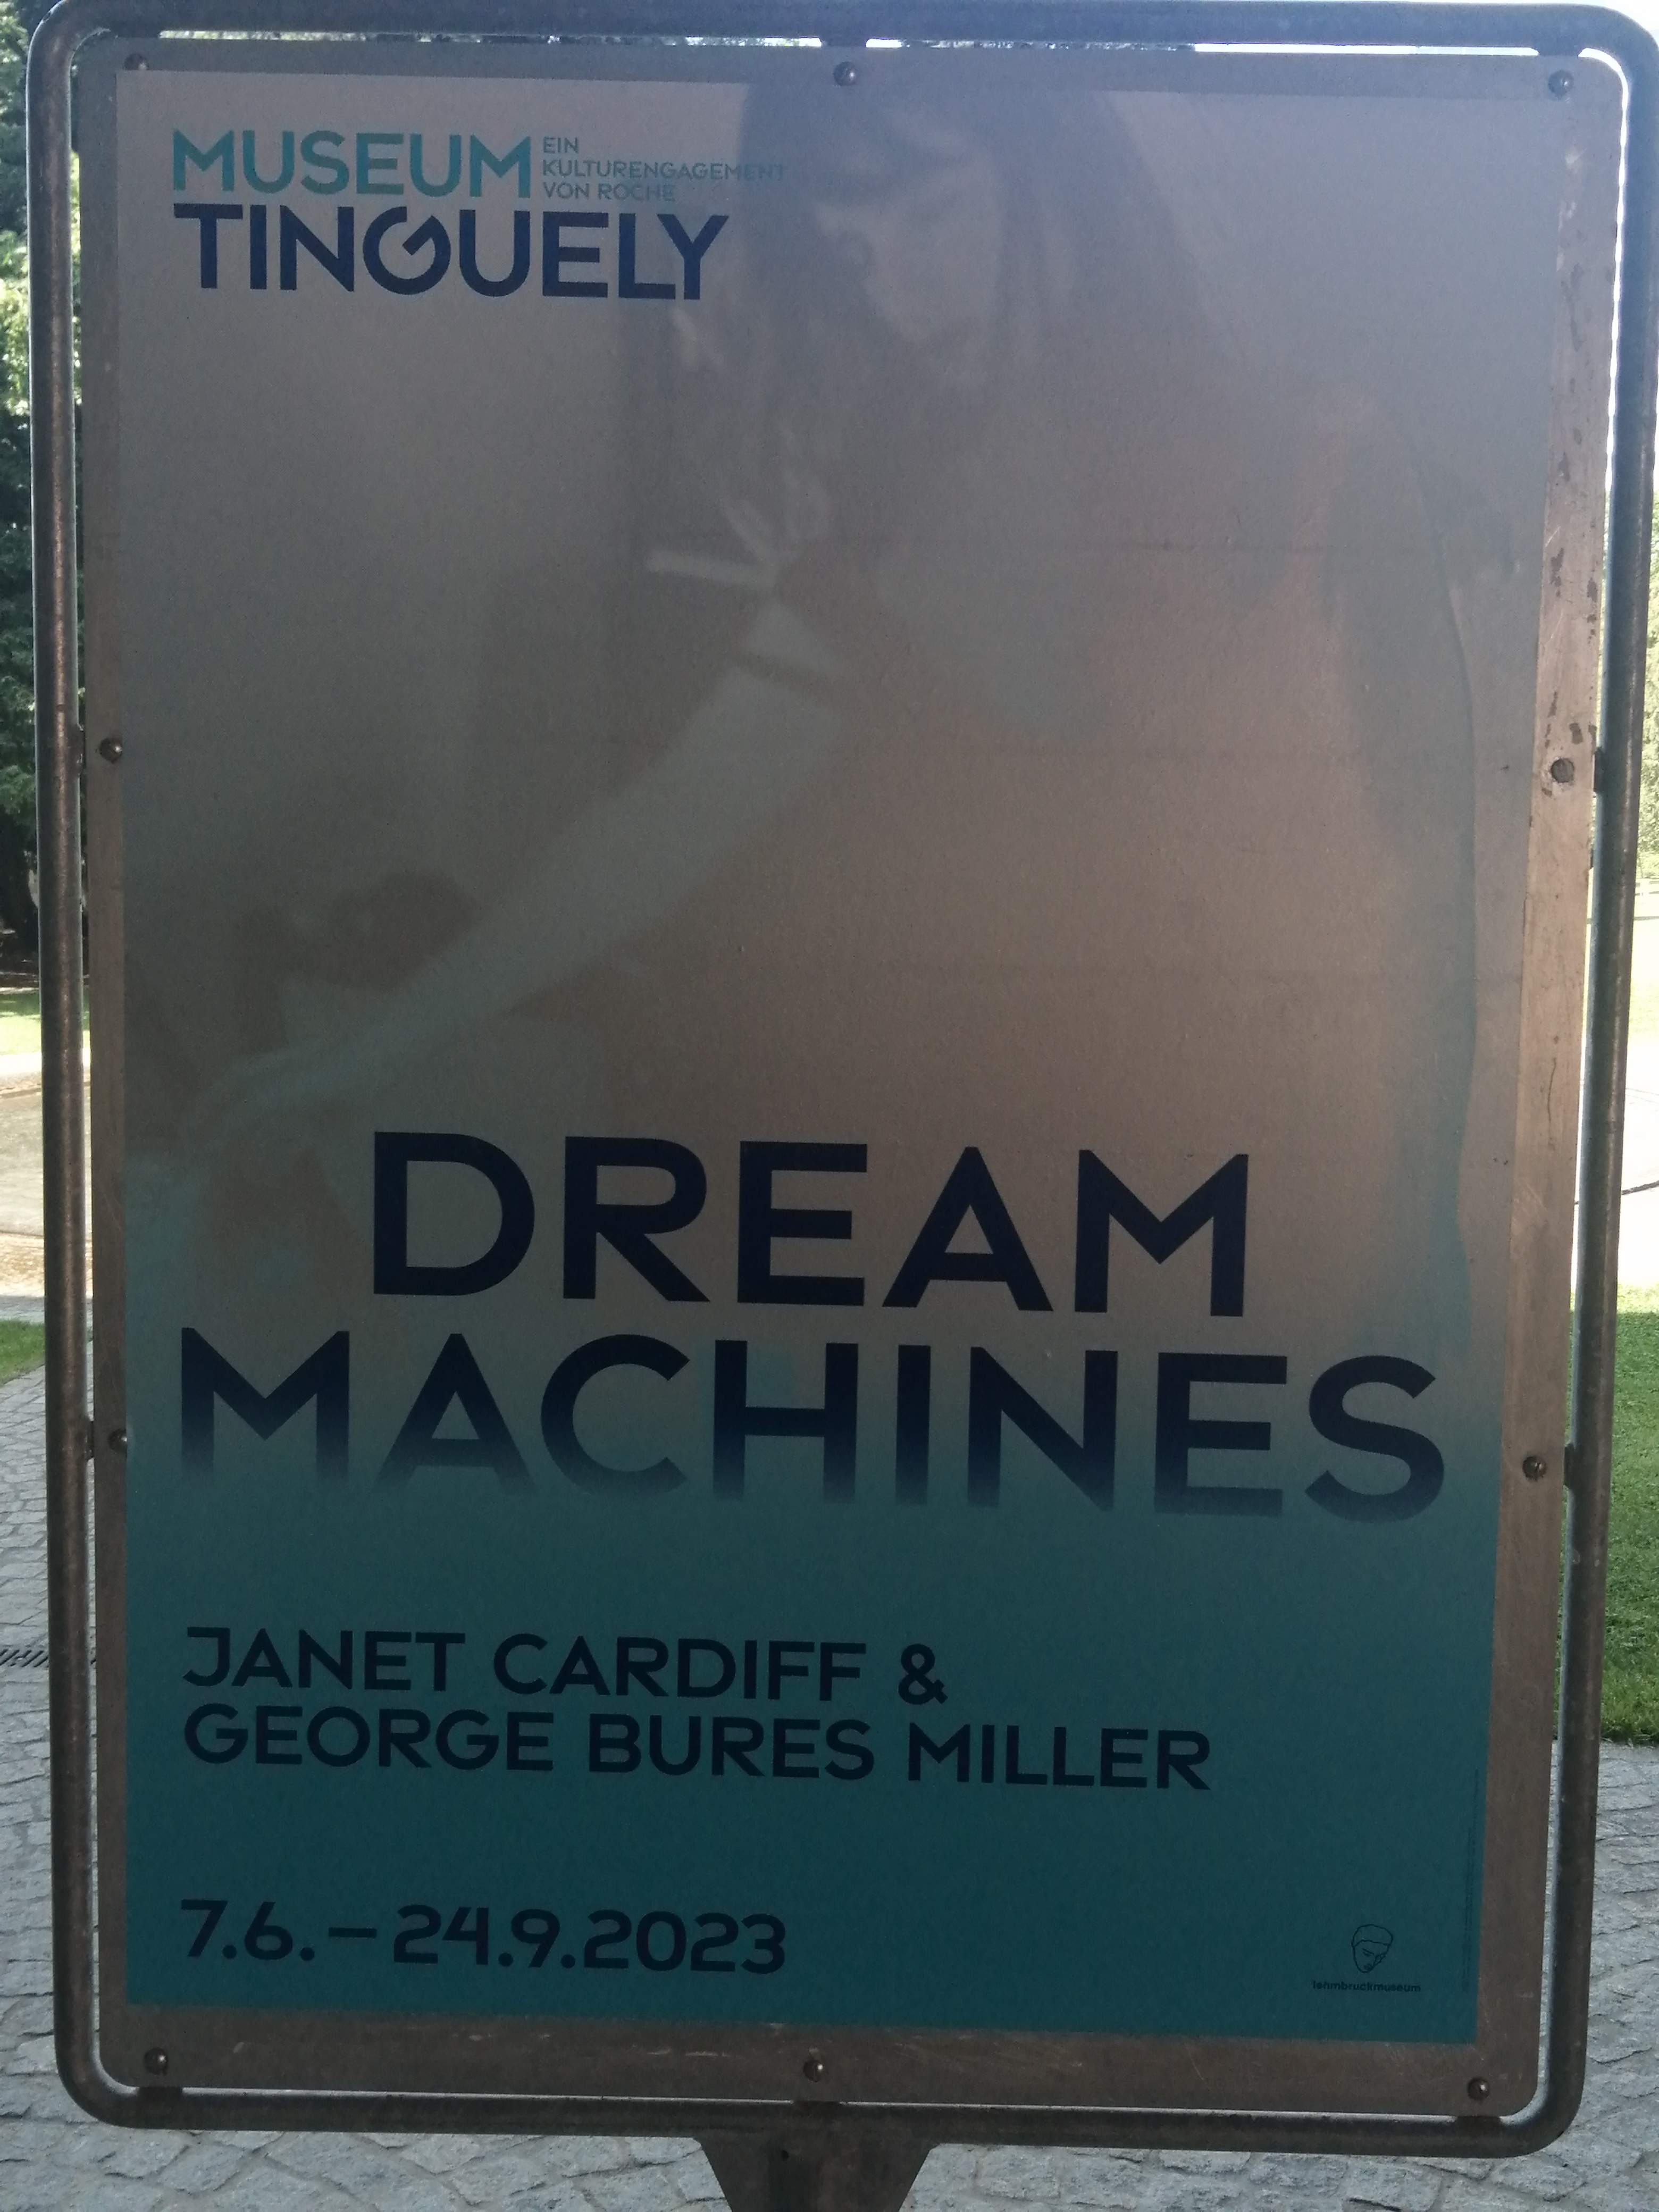 MUSEUM
EIN
KULTURENGAGEMENT
VON ROCHE
TINGUELY
DREAM
MACHINES
JANET CARDIFF &
GEORGE BURES MILLER
7.6.–24.9.2023
lehmbruckmuseum